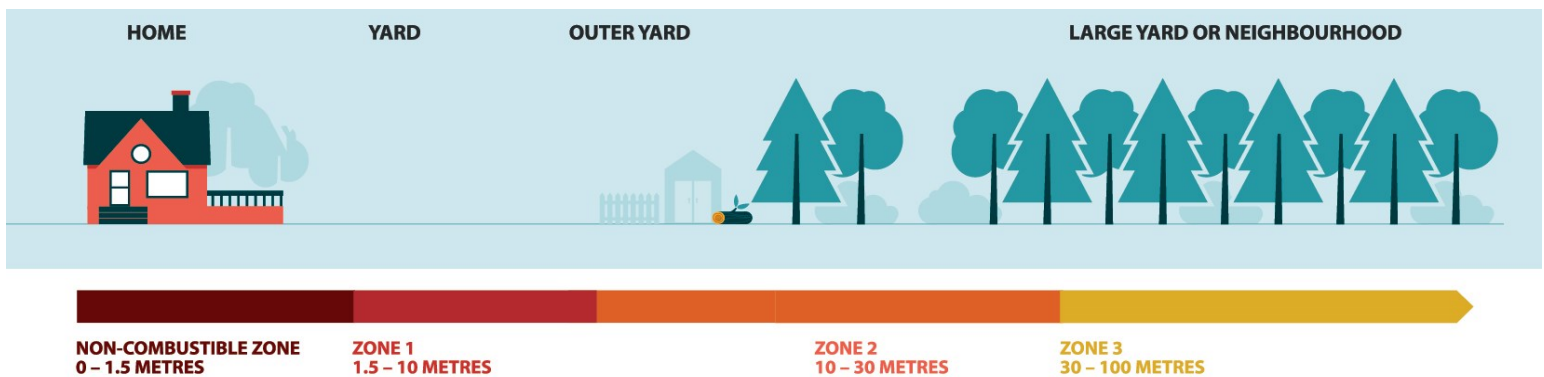 HOME
YARD
OUTER YARD
LARGE YARD OR NEIGHBOURHOOD
NON-COMBUSTIBLE ZONE
0 – 1.5 METRES
ZONE 1
1.5 – 10 METRES
ZONE 2
10 – 30 METRES
ZONE 3
30 – 100 METRES